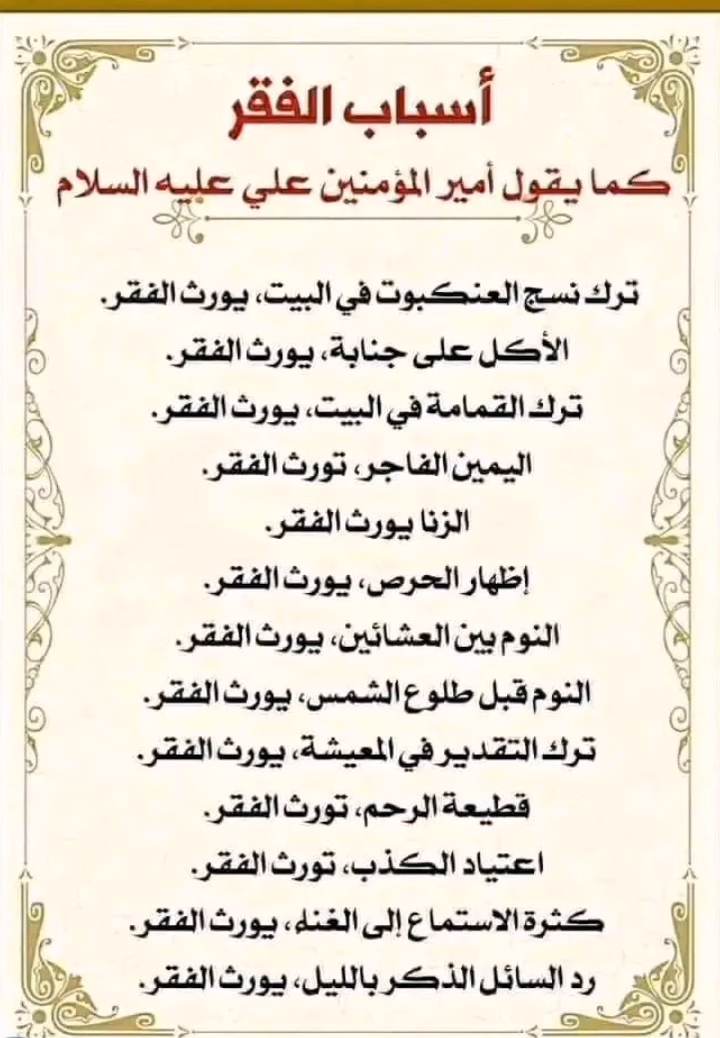 أسباب الفقر
كما يقول أمير المؤمنين علي عليه السلام
ترك نسج العنكبوت في البيت، يورث الفقر.
الأكل على جنابة، يورث الفقر.
ترك القمامة في البيت، يورث الفقر.
اليمين الفاجر، تورث الفقر.
الزنا يورث الفقر.
إظهار الحرص، يورث الفقر.
النوم بين العشائين، يورث الفقر.
النوم قبل طلوع الشمس، يورث الفقر.
ترك التقدير في المعيشة، يورث الفقر.
قطيعة الرحم، تورث الفقر.
اعتياد الكذب، تورث الفقر.
كثرة الاستماع إلى الغناء، يورث الفقر.
رد السائل الذكر بالليل، يورث الفقر.